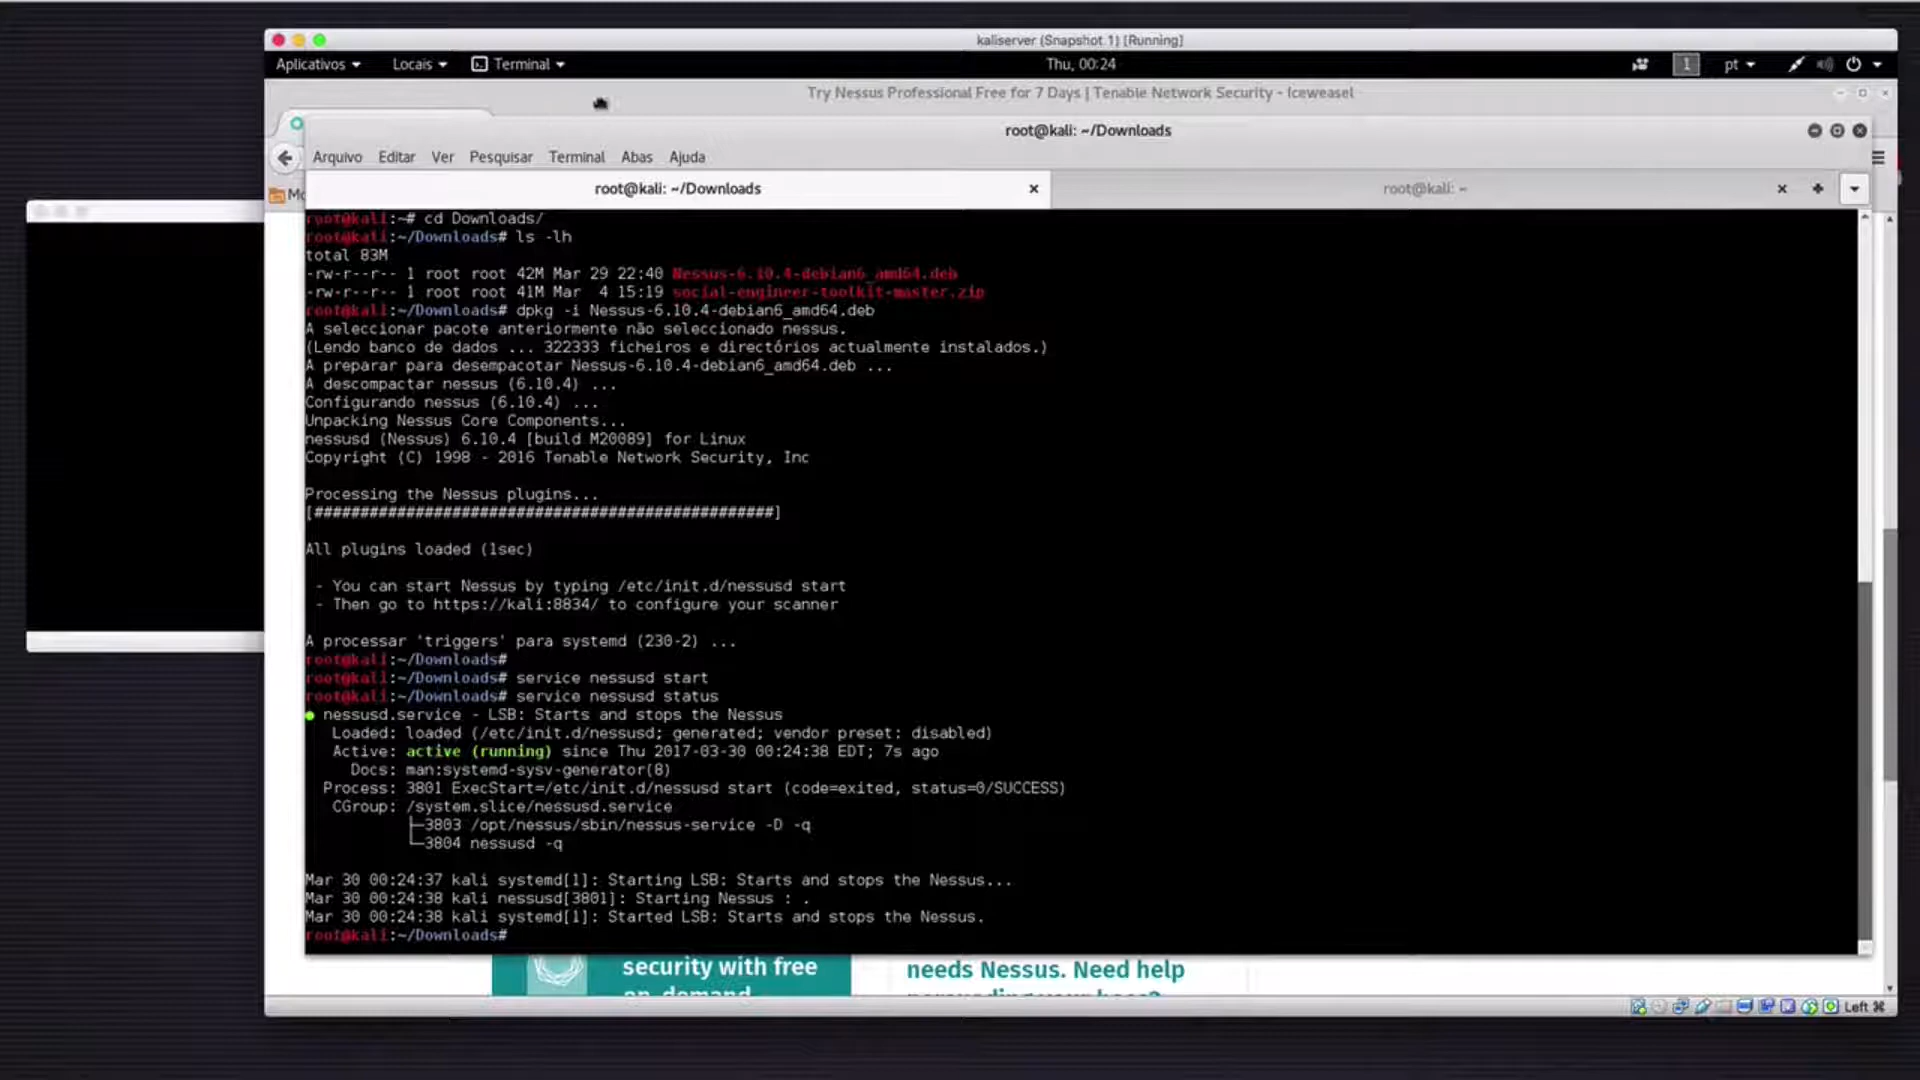 kaliserver (Snapshot 1) [Running]
Aplicativos Locais Terminal Thu, 00:24 1 pt
Try Nessus Professional Free for 7 Days | Tenable Network Security - Iceweasel
root@kali: ~/Downloads
Arquivo Editar Ver Pesquisar Terminal Abas Ajuda
root@kali: ~/Downloads root@kali: ~
root@kali:~# cd Downloads/
root@kali:~/Downloads# ls -lh
total 83M
-rw-r--r-- 1 root root 42M Mar 29 22:40 Nessus-6.10.4-debian6_amd64.deb
-rw-r--r-- 1 root root 41M Mar  4 15:19 social-engineer-toolkit-master.zip
root@kali:~/Downloads# dpkg -i Nessus-6.10.4-debian6_amd64.deb
A seleccionar pacote anteriormente não seleccionado nessus.
(Lendo banco de dados ... 322333 ficheiros e directórios actualmente instalados.)
A preparar para desempacotar Nessus-6.10.4-debian6_amd64.deb ...
A descompactar nessus (6.10.4) ...
Configurando nessus (6.10.4) ...
Unpacking Nessus Core Components...
nessusd (Nessus) 6.10.4 [build M20089] for Linux
Copyright (C) 1998 - 2016 Tenable Network Security, Inc
Processing the Nessus plugins...
[##################################################]
All plugins loaded (1sec)
- You can start Nessus by typing /etc/init.d/nessusd start
- Then go to https://kali:8834/ to configure your scanner
A processar 'triggers' para systemd (230-2) ...
root@kali:~/Downloads#
root@kali:~/Downloads# service nessusd start
root@kali:~/Downloads# service nessusd status
● nessusd.service - LSB: Starts and stops the Nessus
Loaded: loaded (/etc/init.d/nessusd; generated; vendor preset: disabled)
Active: active (running) since Thu 2017-03-30 00:24:38 EDT; 7s ago
Docs: man:systemd-sysv-generator(8)
Process: 3801 ExecStart=/etc/init.d/nessusd start (code=exited, status=0/SUCCESS)
CGroup: /system.slice/nessusd.service
├─3803 /opt/nessus/sbin/nessus-service -D -q
└─3804 nessusd -q
Mar 30 00:24:37 kali systemd[1]: Starting LSB: Starts and stops the Nessus...
Mar 30 00:24:38 kali nessusd[3801]: Starting Nessus : .
Mar 30 00:24:38 kali systemd[1]: Started LSB: Starts and stops the Nessus.
root@kali:~/Downloads#
security with free
needs Nessus. Need help
on-demand
Left ⌘